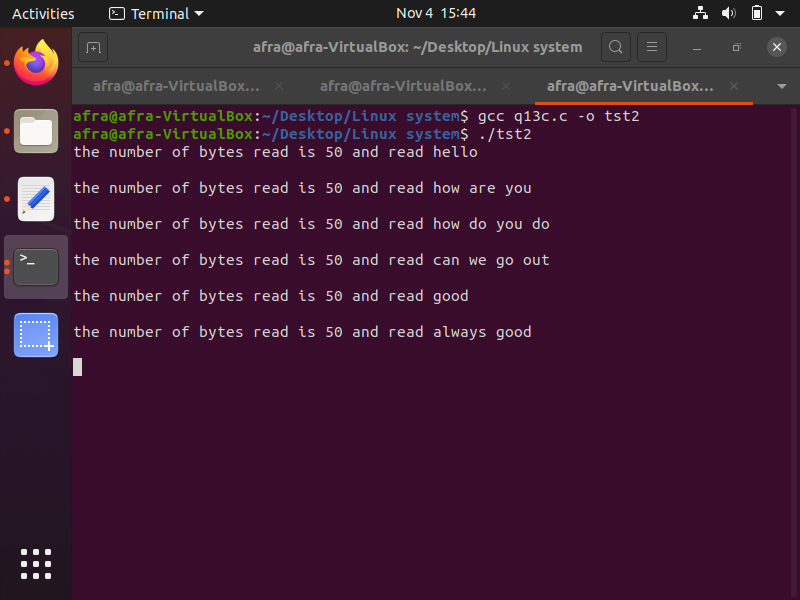 Activities Terminal Nov 4 15:44
afra@afra-VirtualBox: ~/Desktop/Linux system
afra@afra-VirtualBox... × afra@afra-VirtualBox... × afra@afra-VirtualBox... ×
afra@afra-VirtualBox:~/Desktop/Linux system$ gcc q13c.c -o tst2
afra@afra-VirtualBox:~/Desktop/Linux system$ ./tst2
the number of bytes read is 50 and read hello
the number of bytes read is 50 and read how are you
the number of bytes read is 50 and read how do you do
the number of bytes read is 50 and read can we go out
the number of bytes read is 50 and read good
the number of bytes read is 50 and read always good